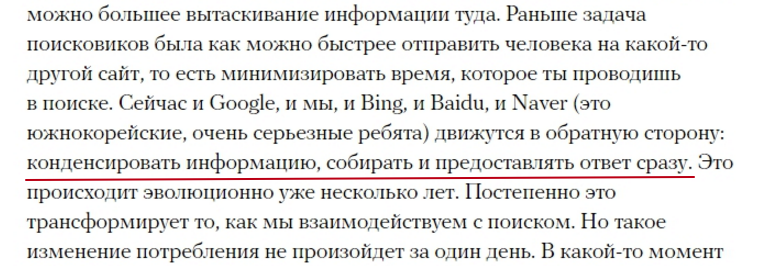 можно большее вытаскивание информации туда. Раньше задача
поисковиков была как можно быстрее отправить человека на какой-то
другой сайт, то есть минимизировать время, которое ты проводишь
в поиске. Сейчас и Google, и мы, и Bing, и Baidu, и Naver (это
южнокорейские, очень серьезные ребята) движутся в обратную сторону:
конденсировать информацию, собирать и предоставлять ответ сразу. Это
происходит эволюционно уже несколько лет. Постепенно это
трансформирует то, как мы взаимодействуем с поиском. Но такое
изменение потребления не произойдет за один день. В какой-то момент